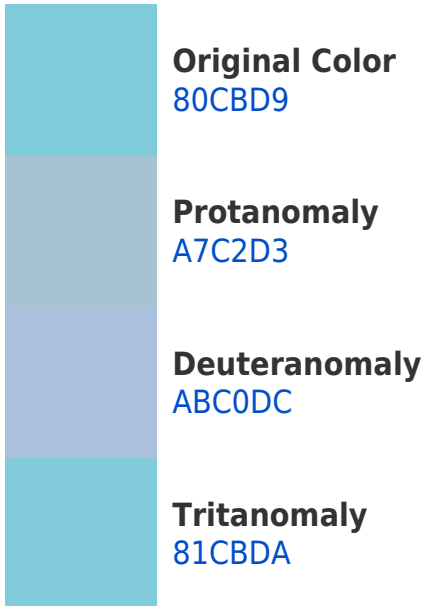 Original Color
80CBD9
Protanomaly
A7C2D3
Deuteranomaly
ABC0DC
Tritanomaly
81CBDA